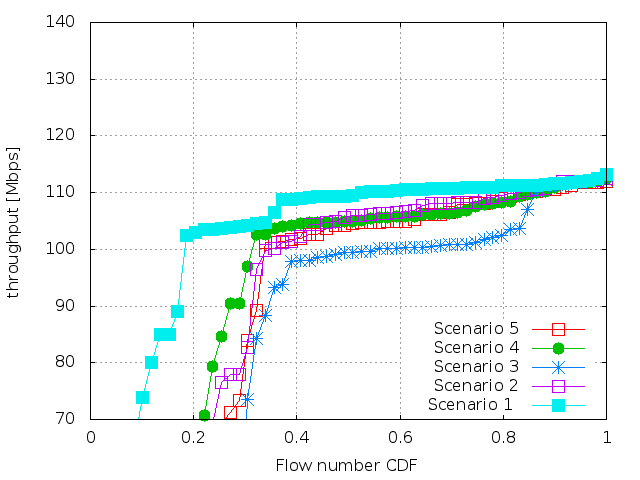 140
130
120
110
100
90
80
70
throughput [Mbps]
Scenario 5
Scenario 4
Scenario 3
Scenario 2
Scenario 1
0
0.2
0.4
0.6
0.8
1
Flow number CDF